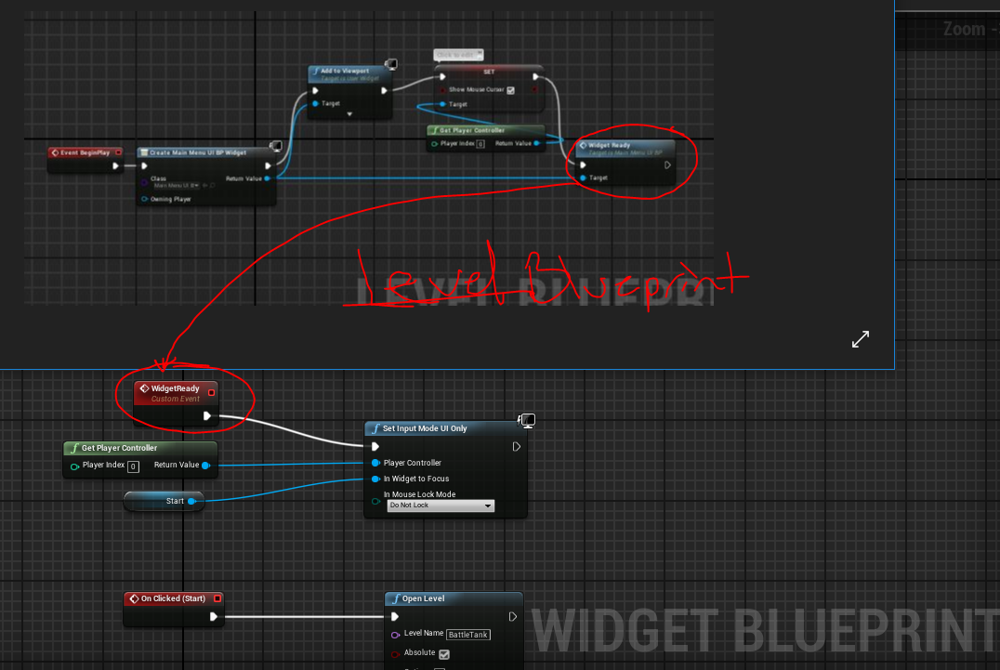 Zoom -
Add to Viewport
Target is User Widget
Target
Click to edit
SET
Show Mouse Cursor
Target
Get Player Controller
Player Index 0 Return Value
Event BeginPlay
Create Main Menu UI BP Widget
Class Return Value
Main Menu UI B
Owning Player
Widget Ready
Target is Main Menu UI BP
Target
Level Blueprint
LEVEL BLUEPRI
WidgetReady
Custom Event
Get Player Controller
Player Index 0 Return Value
Start
Set Input Mode UI Only
Player Controller
In Widget to Focus
In Mouse Lock Mode
Do Not Lock
On Clicked (Start)
Open Level
Level Name BattleTank
Absolute
WIDGET BLUEPRINT